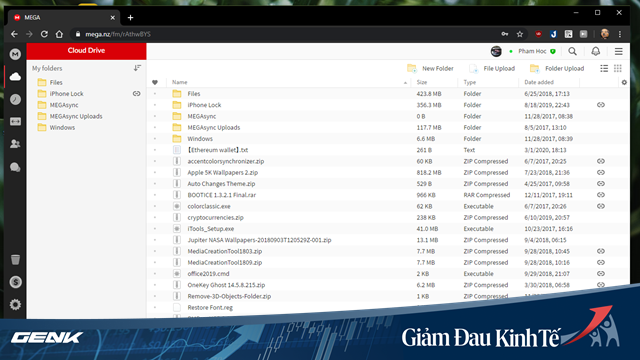 MEGA
mega.nz/fm/rAthwBYS
Cloud Drive
Pham Hoc
My folders
New Folder
File Upload
Folder Upload
Files
iPhone Lock
MEGAsync
MEGAsync Uploads
Windows
Name Size Type Date added
Files 423.8 MB Folder 6/25/2018, 17:13
iPhone Lock 356.3 MB Folder 8/18/2019, 22:43
MEGAsync 0 B Folder 11/28/2017, 08:38
MEGAsync Uploads 117.7 MB Folder 8/5/2017, 13:10
Windows 6.6 MB Folder 11/28/2017, 08:39
【Ethereum wallet】.txt 261 B Text 3/1/2020, 18:13
accentcolorsynchronizer.zip 60 KB ZIP Compressed 6/7/2017, 20:25
Apple 5K Wallpapers 2.zip 818.2 MB ZIP Compressed 7/23/2018, 21:36
Auto Changes Theme.zip 529 B ZIP Compressed 4/25/2017, 09:58
BOOTICE 1.3.2.1 Final.rar 968 KB RAR Compressed 12/11/2017, 19:11
colorclassic.exe 62 KB Executable 6/7/2017, 20:26
cryptocurrencies.zip 238 KB ZIP Compressed 6/10/2019, 20:57
iTools_Setup.exe 41.0 KB Executable 10/23/2017, 16:16
Jupiter NASA Wallpapers-20180903T120529Z-001.zip 13.1 MB ZIP Compressed 9/4/2018, 06:15
MediaCreationTool1803.zip 7.7 MB ZIP Compressed 9/28/2018, 10:45
MediaCreationTool1809.zip 7.7 MB ZIP Compressed 9/28/2018, 10:16
office2019.cmd 2 KB Executable 9/29/2018, 21:07
OneKey Ghost 14.5.8.215.zip 6.2 MB ZIP Compressed 3/8/2018, 13:56
Remove-3D-Objects-Folder.zip 1 KB ZIP Compressed 10/20/2017, 11:01
Restore Font.reg
GENK
Giảm Đau Kinh Tế